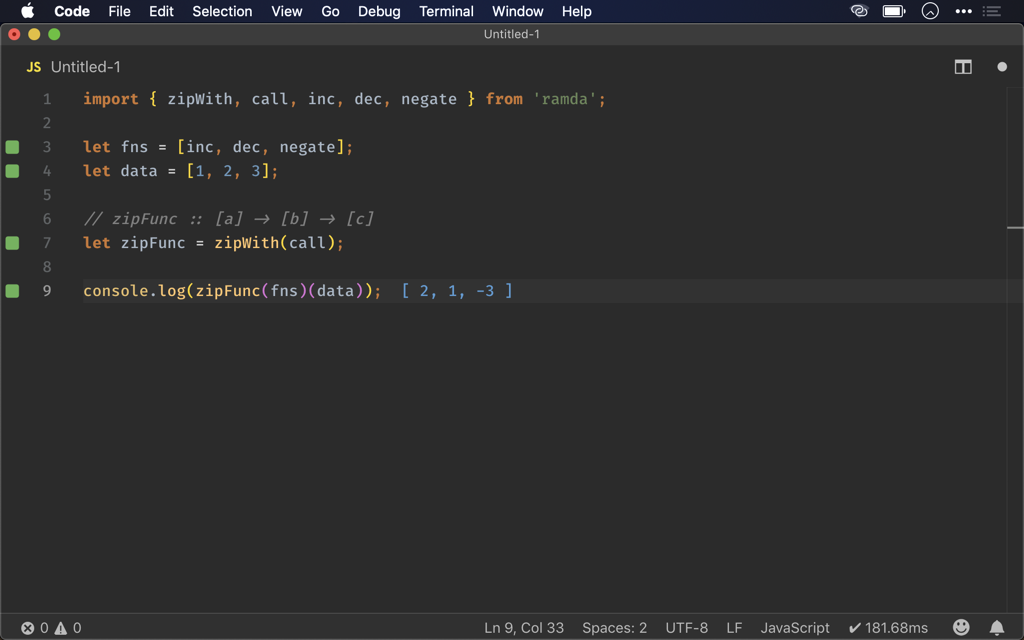 Code File Edit Selection View Go Debug Terminal Window Help
Untitled-1
JS Untitled-1
1 import { zipWith, call, inc, dec, negate } from 'ramda';
2
3 let fns = [inc, dec, negate];
4 let data = [1, 2, 3];
5
6 // zipFunc :: [a] → [b] → [c]
7 let zipFunc = zipWith(call);
8
9 console.log(zipFunc(fns)(data)); [ 2, 1, -3 ]
0 0 Ln 9, Col 33 Spaces: 2 UTF-8 LF JavaScript ✔ 181.68ms